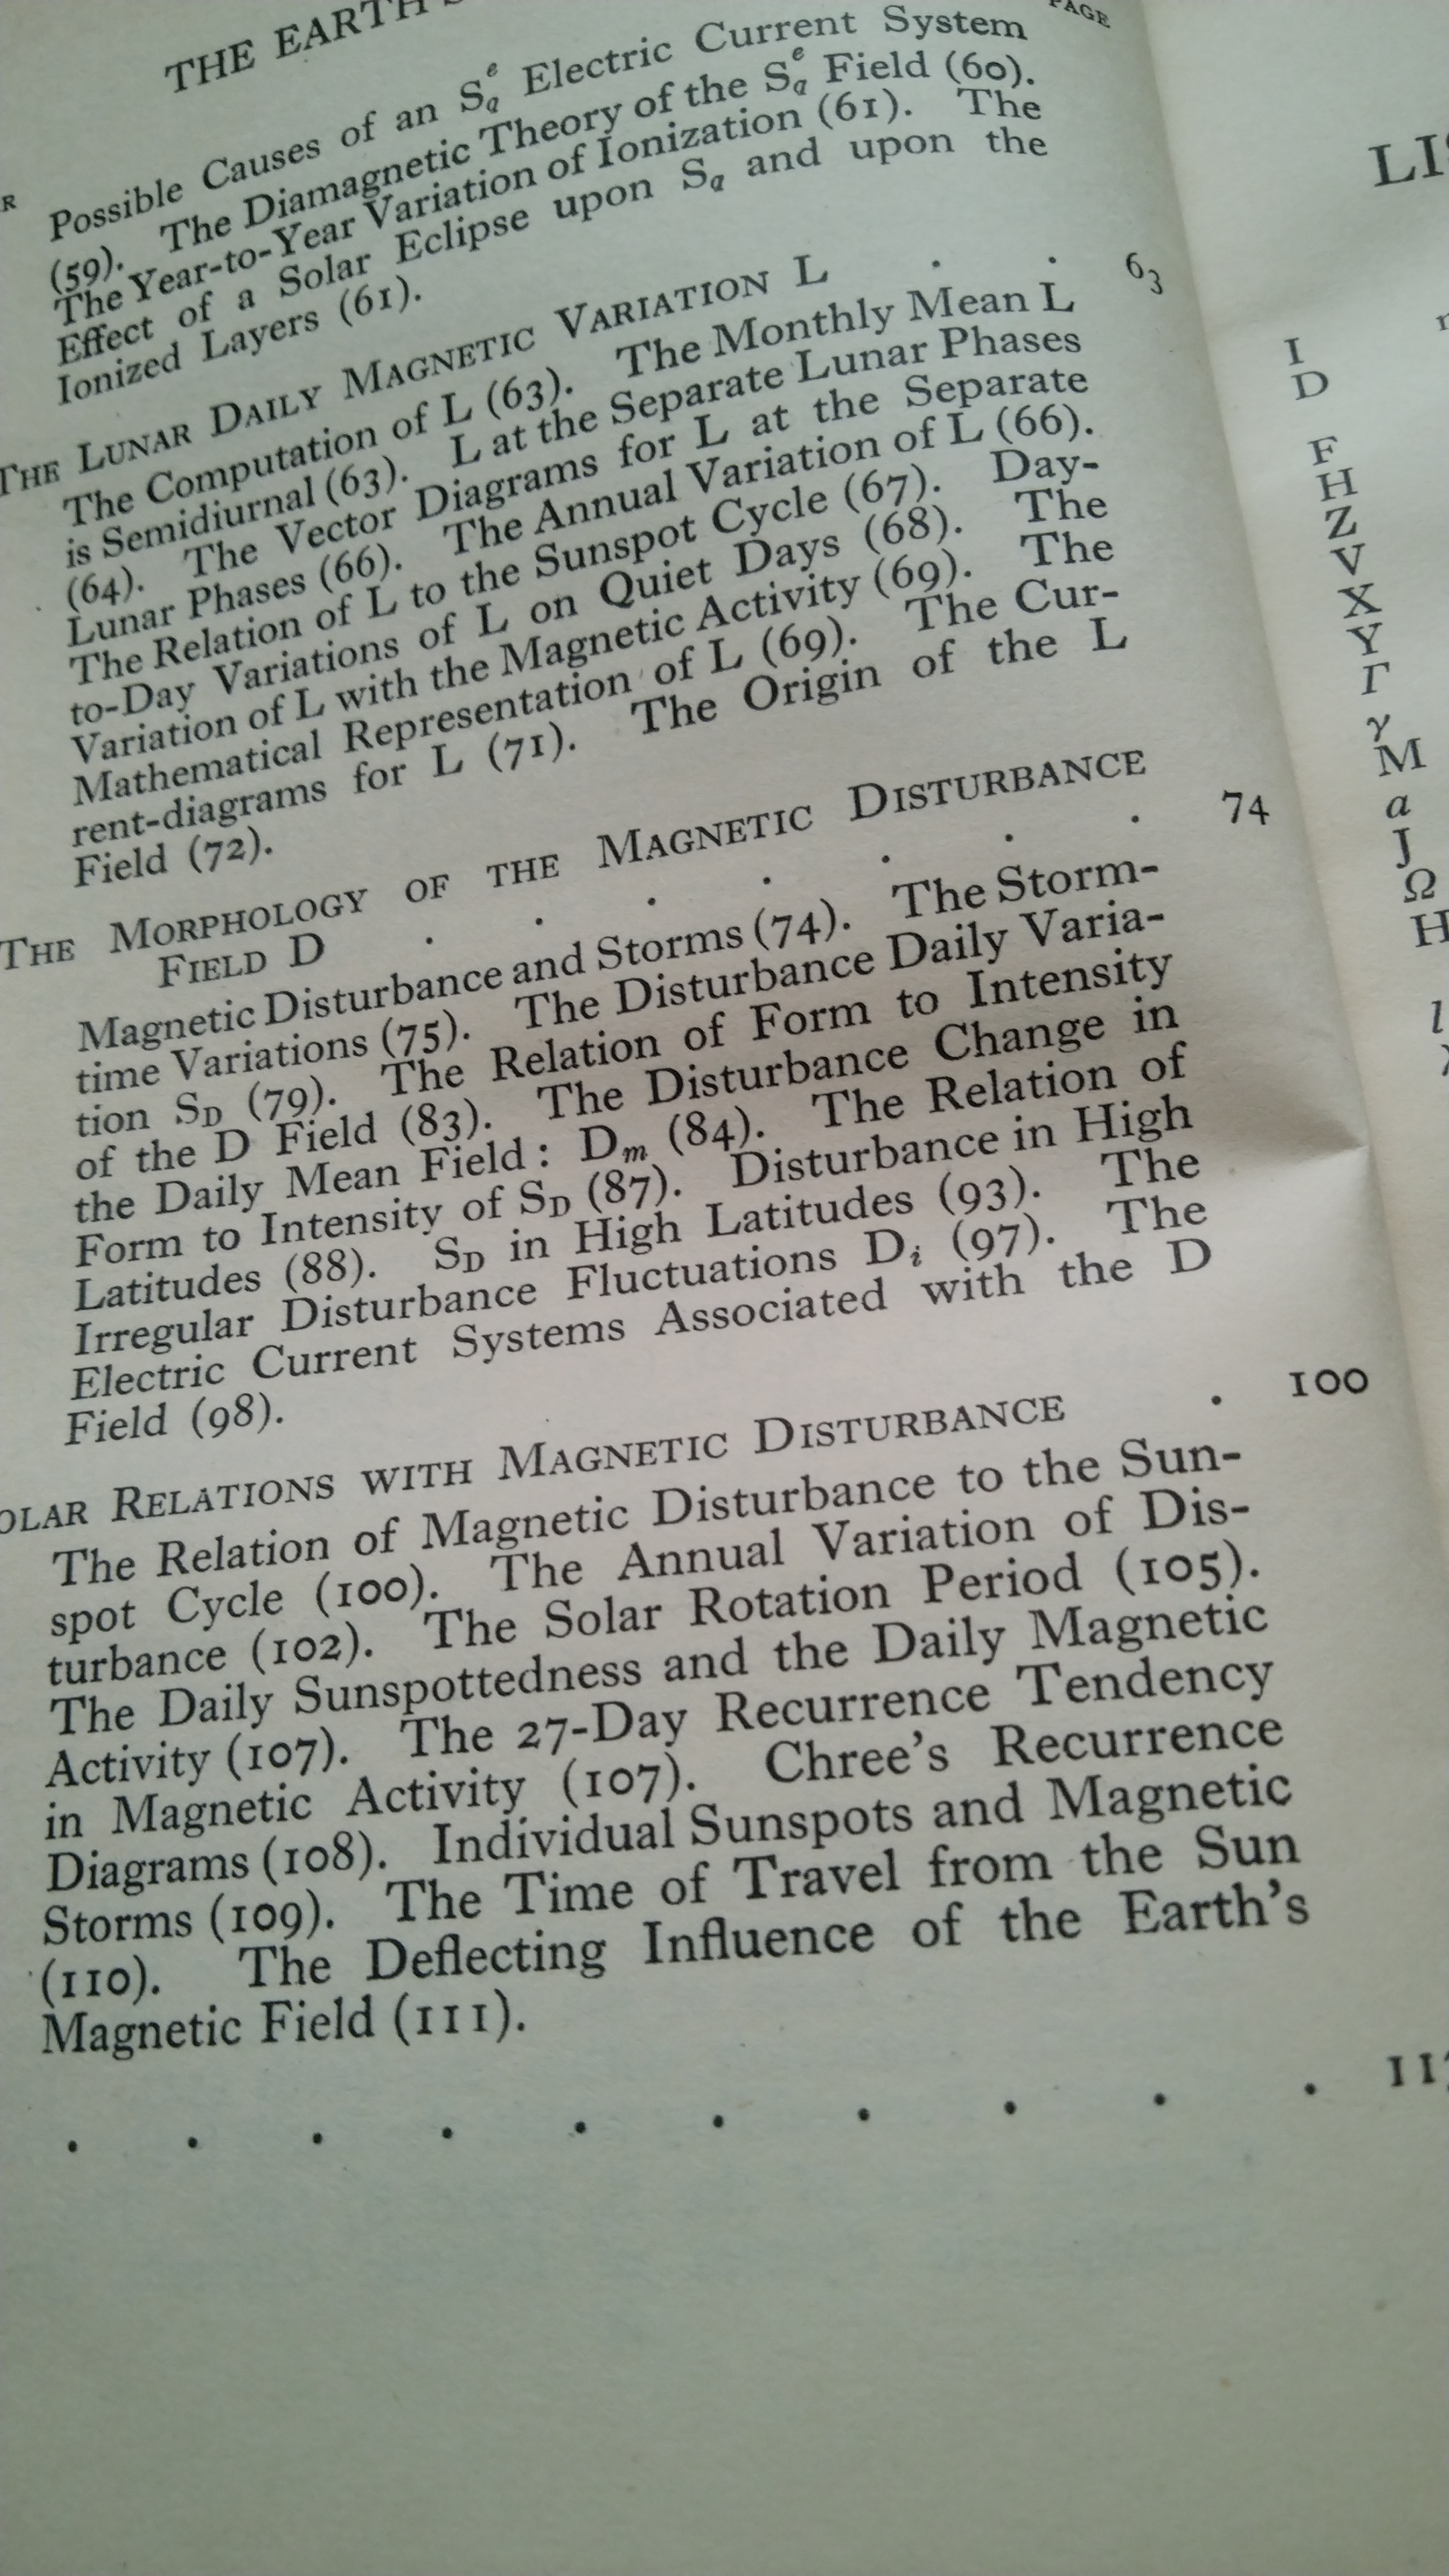 THE EARTH'S
PAGE
Possible Causes of an Sᵉq Electric Current System
(59). The Diamagnetic Theory of the Sᵉq Field (60).
The Year-to-Year Variation of Ionization (61). The
Effect of a Solar Eclipse upon Sq and upon the
Ionized Layers (61).
THE LUNAR DAILY MAGNETIC VARIATION L . . 63
The Computation of L (63). The Monthly Mean L
is Semidiurnal (63). L at the Separate Lunar Phases
(64). The Vector Diagrams for L at the Separate
Lunar Phases (66). The Annual Variation of L (66).
The Relation of L to the Sunspot Cycle (67). Day-
to-Day Variations of L on Quiet Days (68). The
Variation of L with the Magnetic Activity (69). The
Mathematical Representation of L (69). The Cur-
rent-diagrams for L (71). The Origin of the L
Field (72).
THE MORPHOLOGY OF THE MAGNETIC DISTURBANCE
FIELD D . . . . . . . 74
Magnetic Disturbance and Storms (74). The Storm-
time Variations (75). The Disturbance Daily Varia-
tion SD (79). The Relation of Form to Intensity
of the D Field (83). The Disturbance Change in
the Daily Mean Field: Dm (84). The Relation of
Form to Intensity of SD (87). Disturbance in High
Latitudes (88). SD in High Latitudes (93). The
Irregular Disturbance Fluctuations Di (97). The
Electric Current Systems Associated with the D
Field (98).
OLAR RELATIONS WITH MAGNETIC DISTURBANCE . 100
The Relation of Magnetic Disturbance to the Sun-
spot Cycle (100). The Annual Variation of Dis-
turbance (102). The Solar Rotation Period (105).
The Daily Sunspottedness and the Daily Magnetic
Activity (107). The 27-Day Recurrence Tendency
in Magnetic Activity (107). Chree's Recurrence
Diagrams (108). Individual Sunspots and Magnetic
Storms (109). The Time of Travel from the Sun
(110). The Deflecting Influence of the Earth's
Magnetic Field (111).
. . . . . . . . . 11
LI
I
D
F
H
Z
V
X
Y
Γ
γ
M
a
J
Ω
H
l